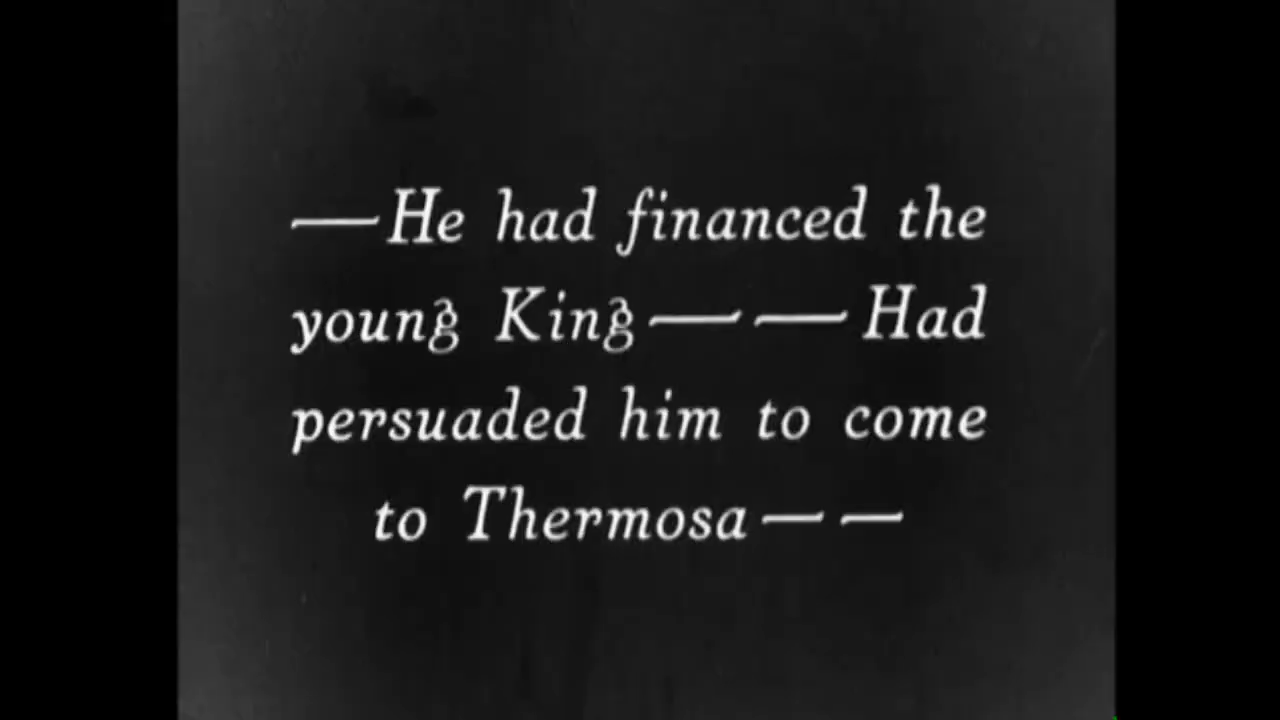 —He had financed the
young King— —Had
persuaded him to come
to Thermosa— —